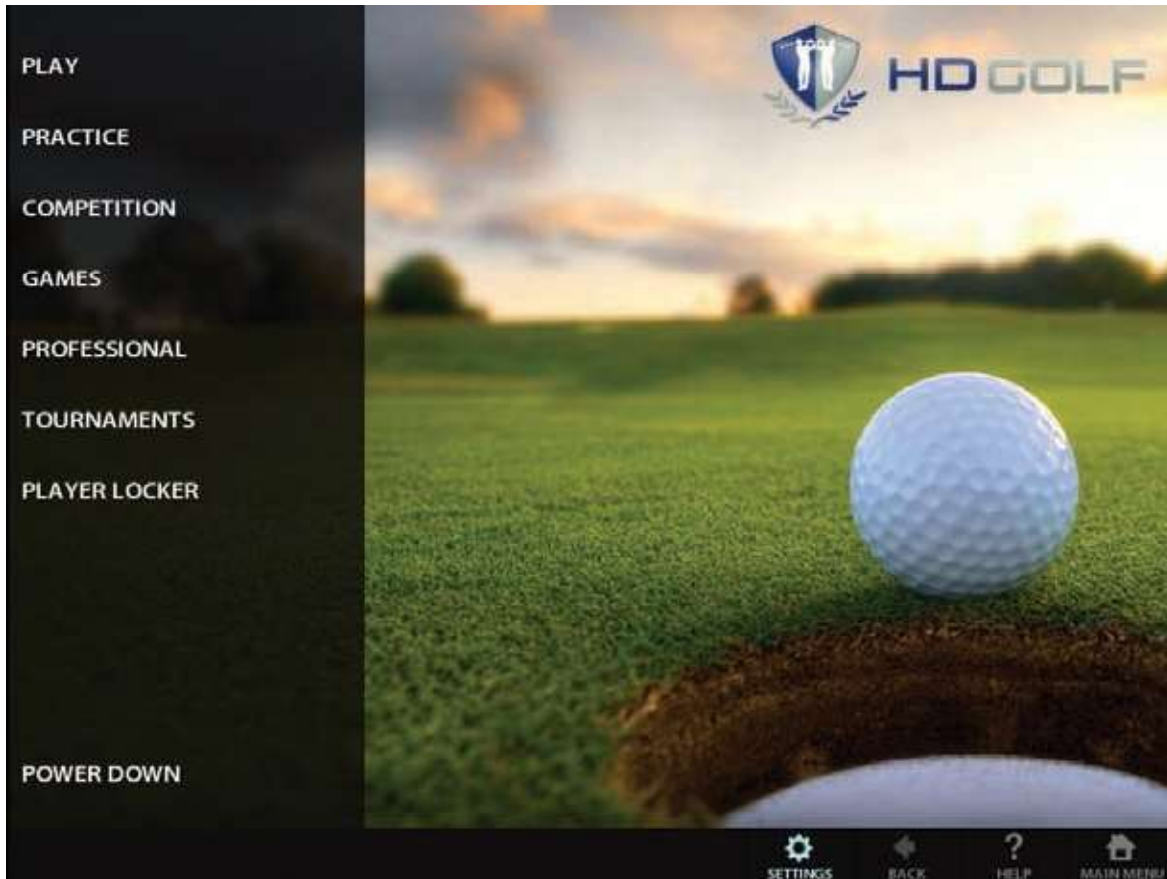 PLAY
PRACTICE
COMPETITION
GAMES
PROFESSIONAL
TOURNAMENTS
PLAYER LOCKER
POWER DOWN
HD GOLF
SETTINGS
BACK
HELP
MAIN MENU